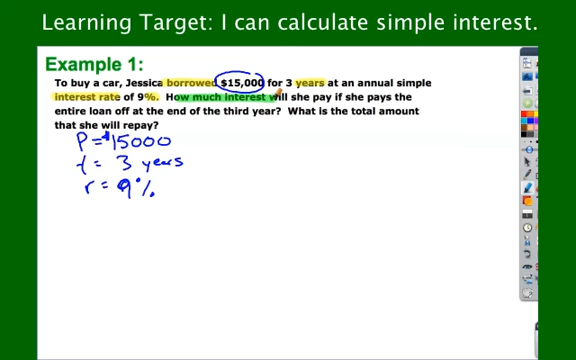 Learning Target: I can calculate simple interest.
Example 1:
To buy a car, Jessica borrowed $15,000 for 3 years at an annual simple
interest rate of 9%. How much interest will she pay if she pays the
entire loan off at the end of the third year? What is the total amount
that she will repay?
P = $15000
t = 3 years
r = 9%